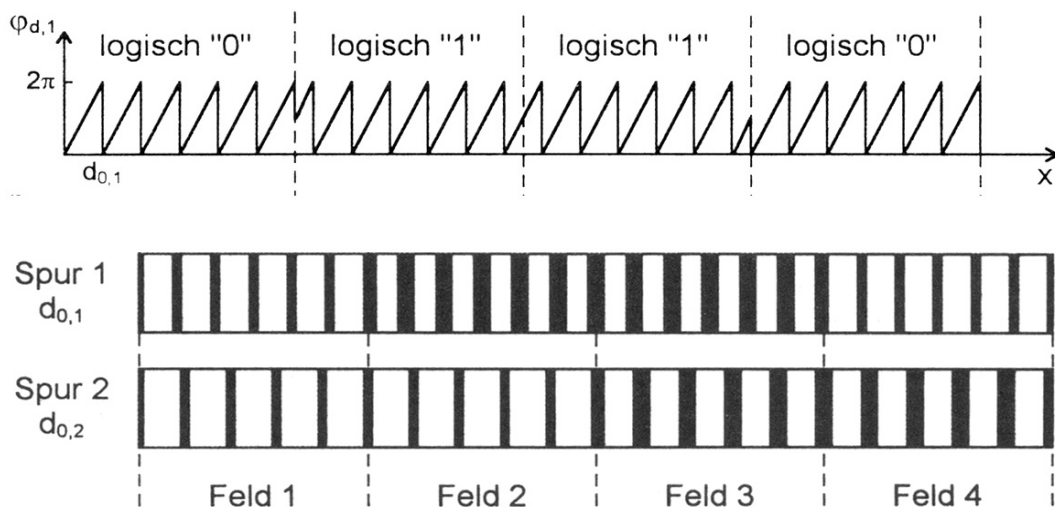 φd,1
logisch "0" logisch "1" logisch "1" logisch "0"
2π
d0,1 x
Spur 1
d0,1
Spur 2
d0,2
Feld 1 Feld 2 Feld 3 Feld 4